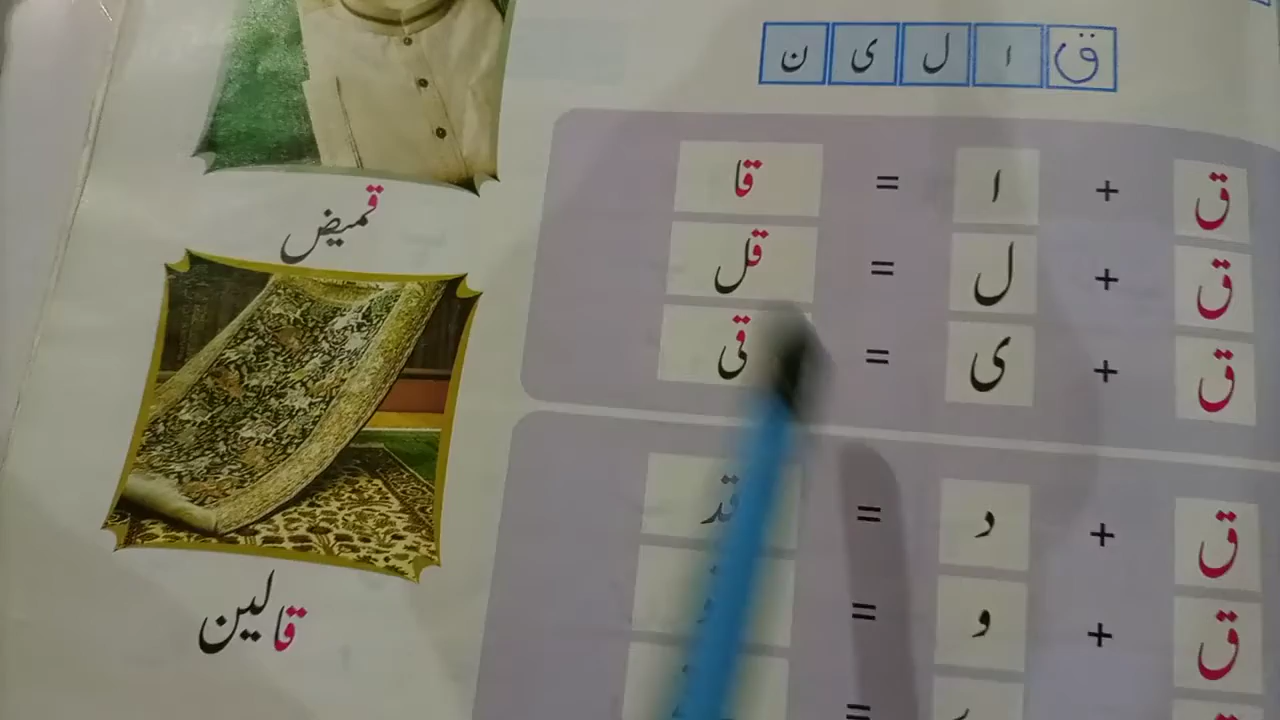 ق ا ل ی ن
ق + ا = قا
ق + ل = قل
ق + ی = قی
ق + د = قد
ق + و =
=
قمیض
قالین